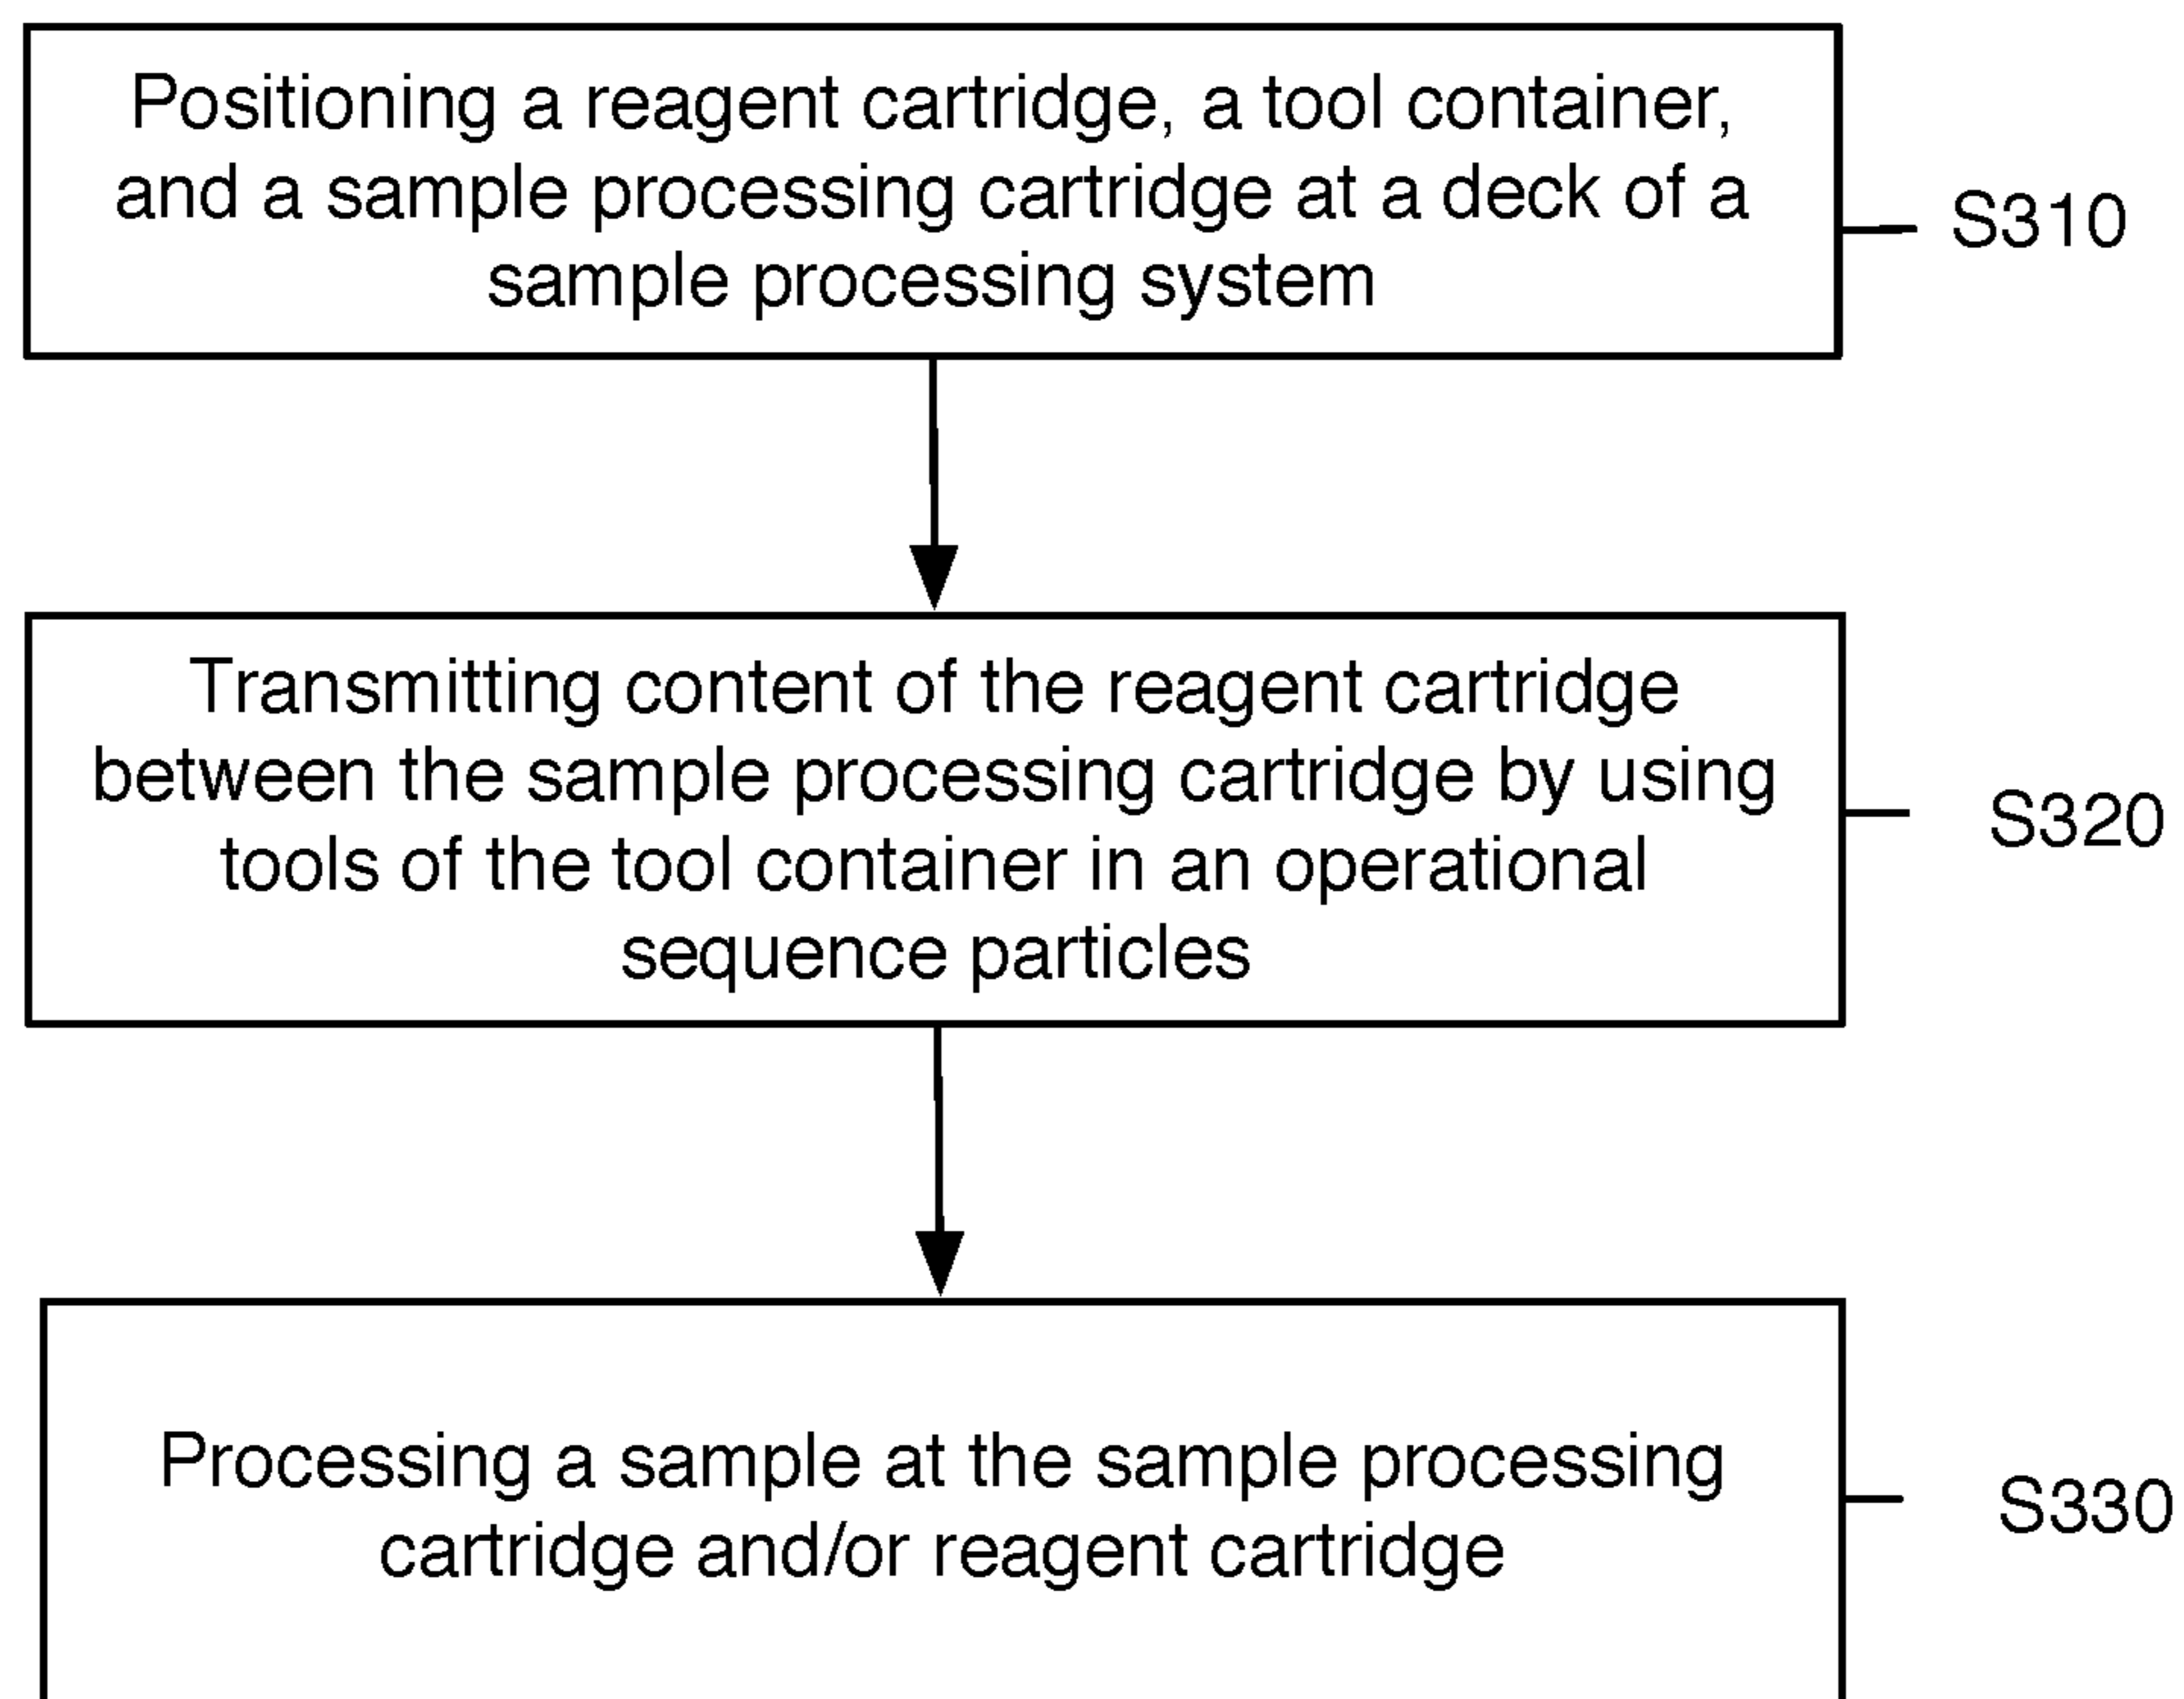 Positioning a reagent cartridge, a tool container,
and a sample processing cartridge at a deck of a
sample processing system
S310
Transmitting content of the reagent cartridge
between the sample processing cartridge by using
tools of the tool container in an operational
sequence particles
S320
Processing a sample at the sample processing
cartridge and/or reagent cartridge
S330